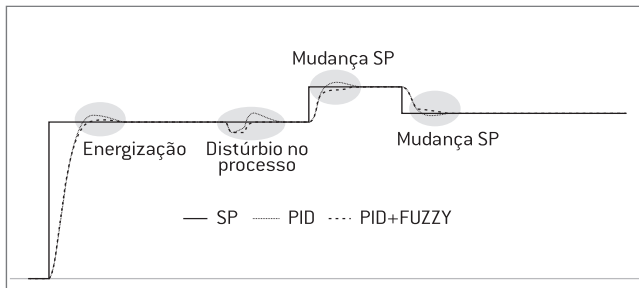 Mudança SP
Energização
Distúrbio no
processo
Mudança SP
SP
PID
PID+FUZZY